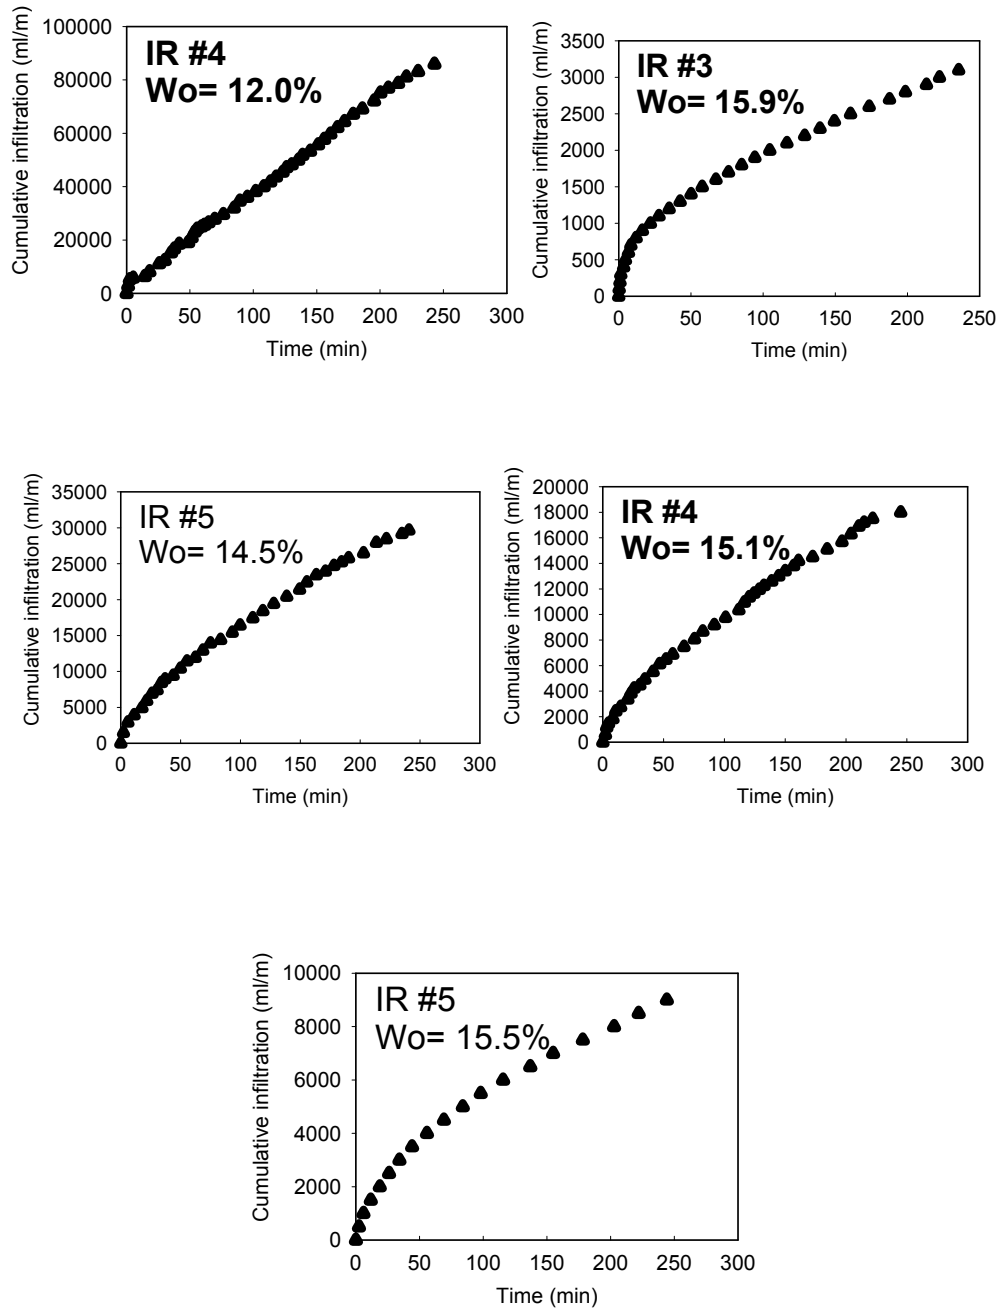 IR #4
Wo= 12.0%
Cumulative infiltration (ml/m)
100000
80000
60000
40000
20000
0
0 50 100 150 200 250 300
Time (min)
IR #3
Wo= 15.9%
Cumulative infiltration (ml/m)
3500
3000
2500
2000
1500
1000
500
0
0 50 100 150 200 250
Time (min)
IR #5
Wo= 14.5%
Cumulative infiltration (ml/m)
35000
30000
25000
20000
15000
10000
5000
0
0 50 100 150 200 250 300
Time (min)
IR #4
Wo= 15.1%
Cumulative infiltration (ml/m)
20000
18000
16000
14000
12000
10000
8000
6000
4000
2000
0
0 50 100 150 200 250 300
Time (min)
IR #5
Wo= 15.5%
Cumulative infiltration (ml/m)
10000
8000
6000
4000
2000
0
0 50 100 150 200 250 300
Time (min)